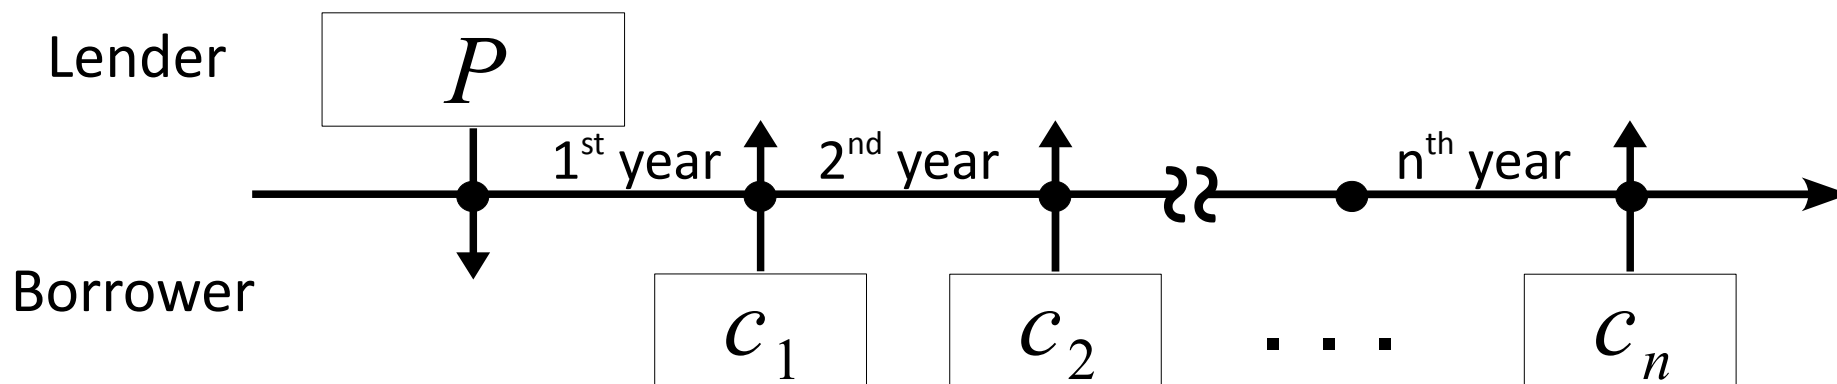 Lender
P
1st year 2nd year nth year
Borrower
c1 c2 . . . cn